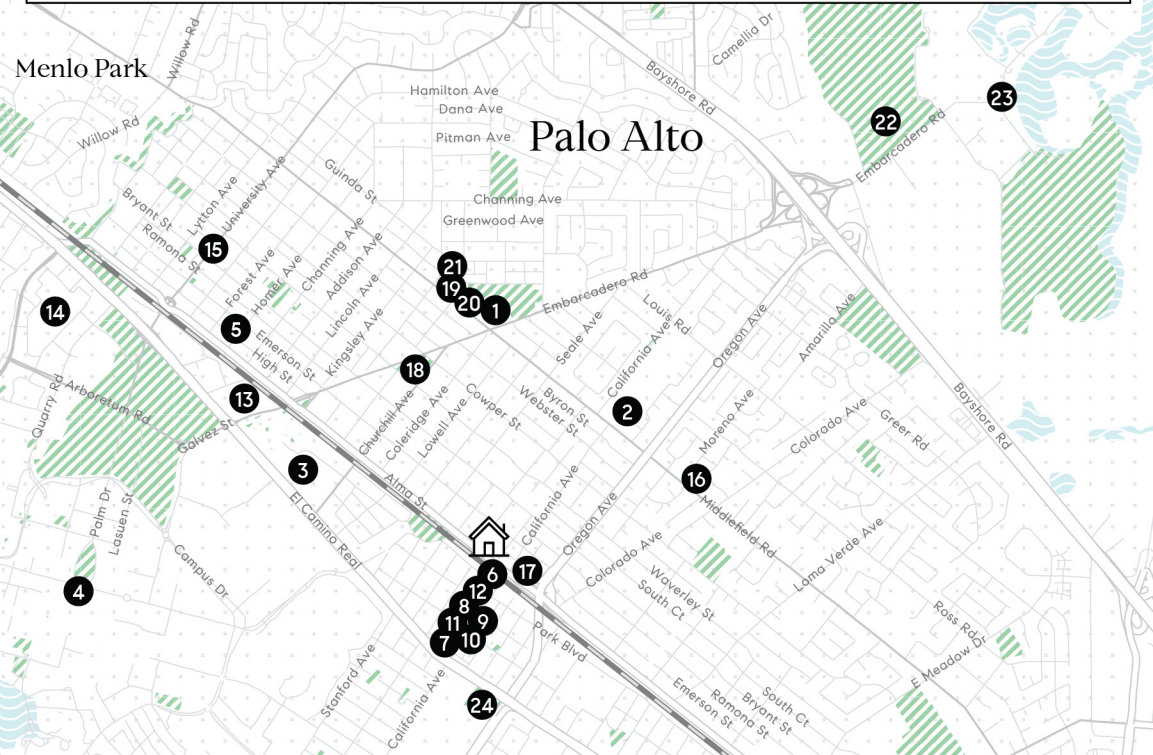 Willow Rd
Camellia Dr
Menlo Park
Bayshore Rd
Hamilton Ave
Dana Ave
Pitman Ave
Palo Alto
23
22
Embarcadero Rd
Willow Rd
Guinda St
Channing Ave
Greenwood Ave
Bryant St
Ramona St
Lytton Ave
University Ave
15
Forest Ave
Homer Ave
Channing Ave
Addison Ave
Lincoln Ave
Kingsley Ave
21
19
20
1
Embarcadero Rd
14
5
Emerson St
High St
Louis Rd
Seale Ave
California Ave
Oregon Ave
Amarillo Ave
18
13
Quarry Rd
Arboretum Rd
Galvez St
Churchill Ave
Coleridge Ave
Lowell Ave
Cowper St
Byron St
Webster St
2
Moreno Ave
Colorado Ave
Greer Rd
Bayshore Rd
3
16
Alma St
El Camino Real
Palm Dr
Lasuen St
California Ave
Oregon Ave
Middlefield Rd
Colorado Ave
Loma Verde Ave
Campus Dr
4
6
17
12
8
11
9
7
10
Waverley St
South Ct
Park Blvd
Ross Rd
E Meadow Dr
Stanford Ave
California Ave
24
Emerson St
Ramona St
Bryant St
South Ct